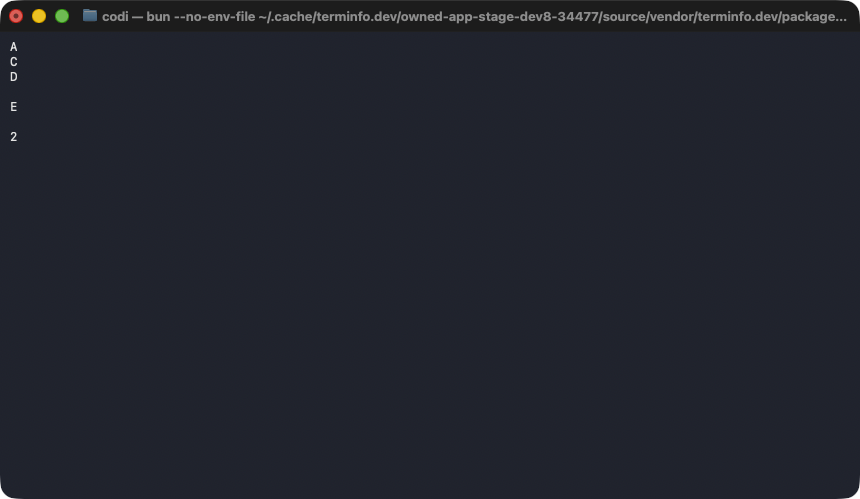 codi — bun --no-env-file ~/.cache/terminfo.dev/owned-app-stage-dev8-34477/source/vendor/terminfo.dev/package...
A
C
D
E
2